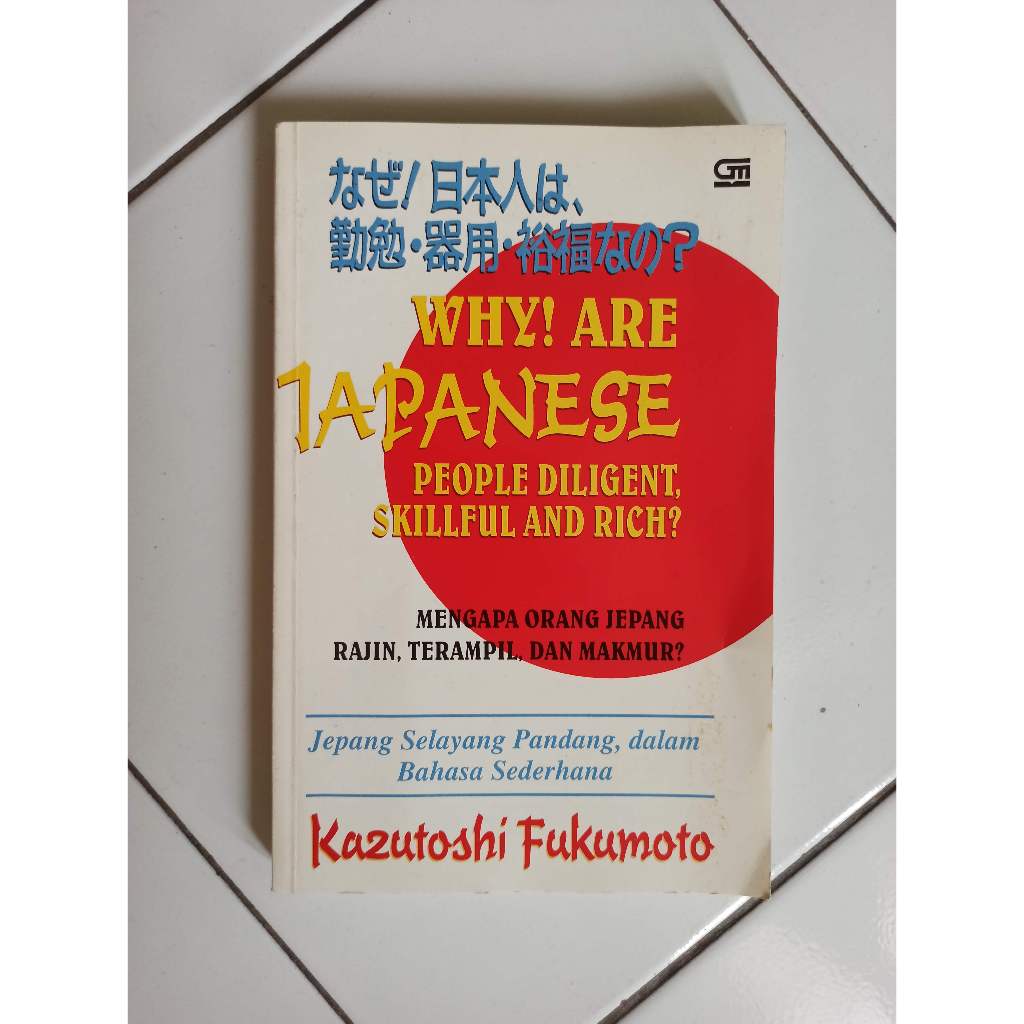 なぜ!日本人は、
勤勉・器用・裕福なの?
WHY! ARE
JAPANESE
PEOPLE DILIGENT,
SKILLFUL AND RICH?
MENGAPA ORANG JEPANG
RAJIN, TERAMPIL, DAN MAKMUR?
Jepang Selayang Pandang, dalam
Bahasa Sederhana
Kazutoshi Fukumoto